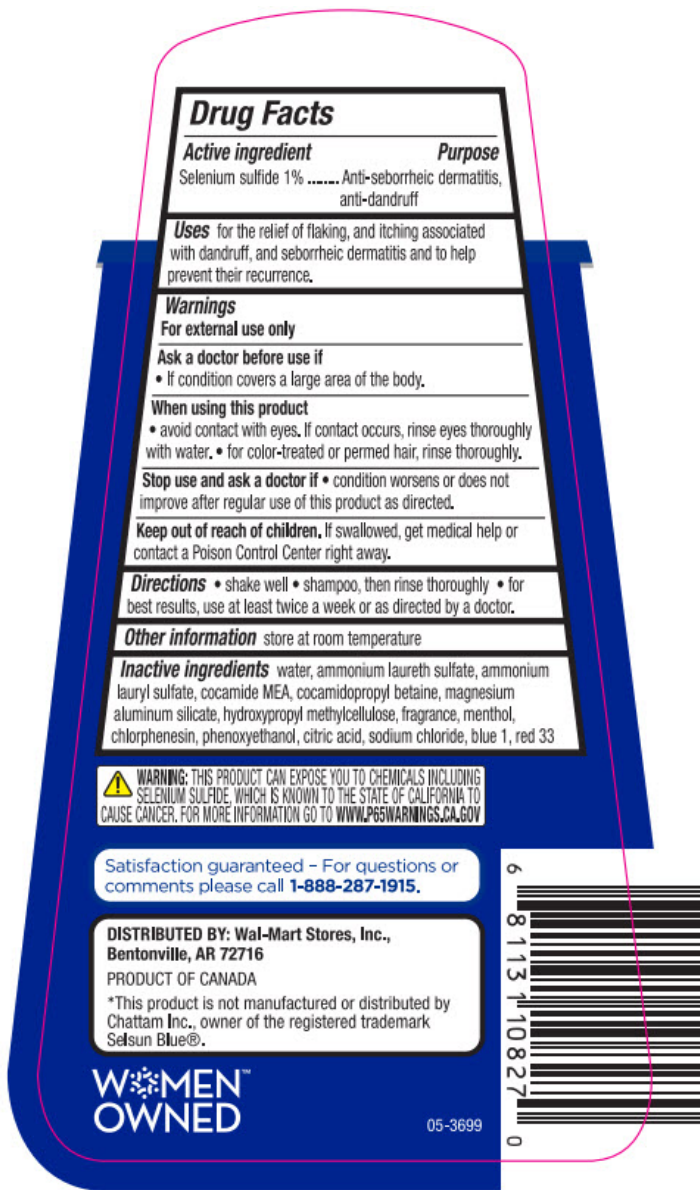 Drug Facts
Active ingredient Purpose
Selenium sulfide 1% ........ Anti-seborrheic dermatitis,
anti-dandruff
Uses for the relief of flaking, and itching associated
with dandruff, and seborrheic dermatitis and to help
prevent their recurrence.
Warnings
For external use only
Ask a doctor before use if
• If condition covers a large area of the body.
When using this product
• avoid contact with eyes. If contact occurs, rinse eyes thoroughly
with water. • for color-treated or permed hair, rinse thoroughly.
Stop use and ask a doctor if • condition worsens or does not
improve after regular use of this product as directed.
Keep out of reach of children. If swallowed, get medical help or
contact a Poison Control Center right away.
Directions • shake well • shampoo, then rinse thoroughly • for
best results, use at least twice a week or as directed by a doctor.
Other information store at room temperature
Inactive ingredients water, ammonium laureth sulfate, ammonium
lauryl sulfate, cocamide MEA, cocamidopropyl betaine, magnesium
aluminum silicate, hydroxypropyl methylcellulose, fragrance, menthol,
chlorphenesin, phenoxyethanol, citric acid, sodium chloride, blue 1, red 33
WARNING: THIS PRODUCT CAN EXPOSE YOU TO CHEMICALS INCLUDING
SELENIUM SULFIDE, WHICH IS KNOWN TO THE STATE OF CALIFORNIA TO
CAUSE CANCER. FOR MORE INFORMATION GO TO WWW.P65WARNINGS.CA.GOV
Satisfaction guaranteed – For questions or
comments please call 1-888-287-1915.
DISTRIBUTED BY: Wal-Mart Stores, Inc.,
Bentonville, AR 72716
PRODUCT OF CANADA
*This product is not manufactured or distributed by
Chattam Inc., owner of the registered trademark
Selsun Blue®.
WOMEN™
OWNED
05-3699
6 81131 10827 0